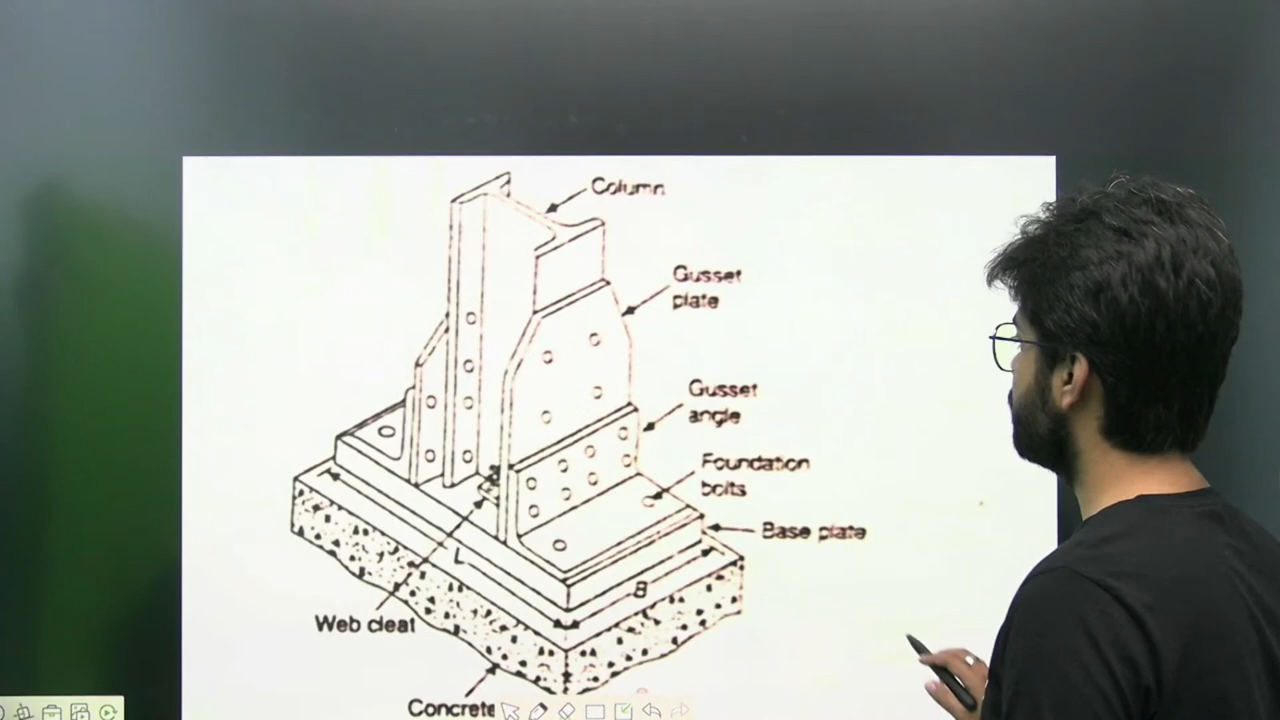 Column
Gusset
plate
Gusset
angle
Foundation
bolts
Base plate
L
B
Web cleat
Concrete